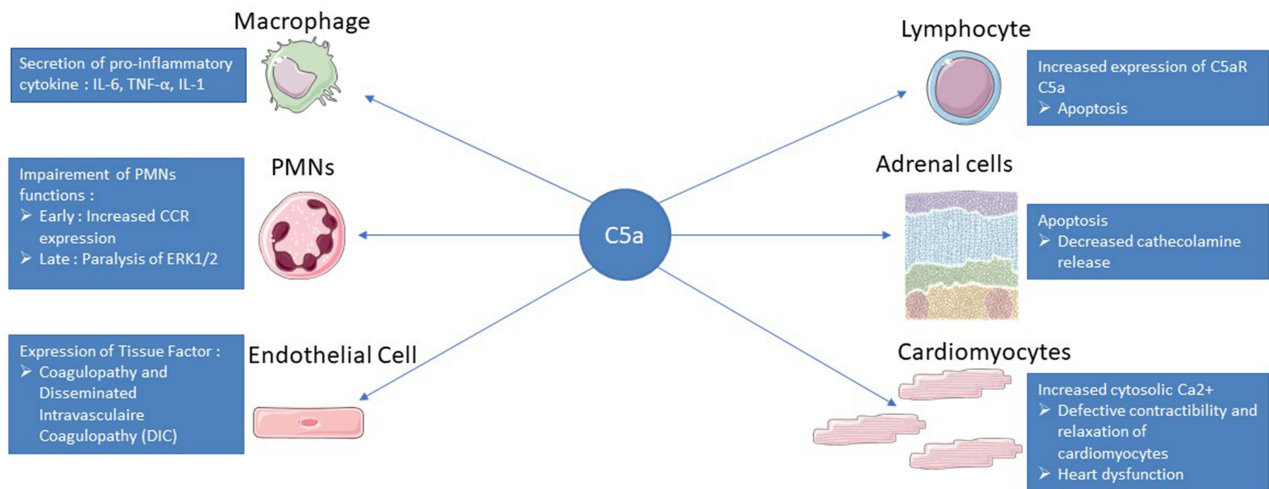 Macrophage
Secretion of pro-inflammatory
cytokine : IL-6, TNF-α, IL-1
PMNs
Impairement of PMNs
functions :
➢ Early : Increased CCR
expression
➢ Late : Paralysis of ERK1/2
Endothelial Cell
Expression of Tissue Factor :
➢ Coagulopathy and
Disseminated
Intravasculaire
Coagulopathy (DIC)
C5a
Lymphocyte
Increased expression of C5aR
C5a
➢ Apoptosis
Adrenal cells
Apoptosis
➢ Decreased cathecolamine
release
Cardiomyocytes
Increased cytosolic Ca2+
➢ Defective contractibility and
relaxation of
cardiomyocytes
➢ Heart dysfunction